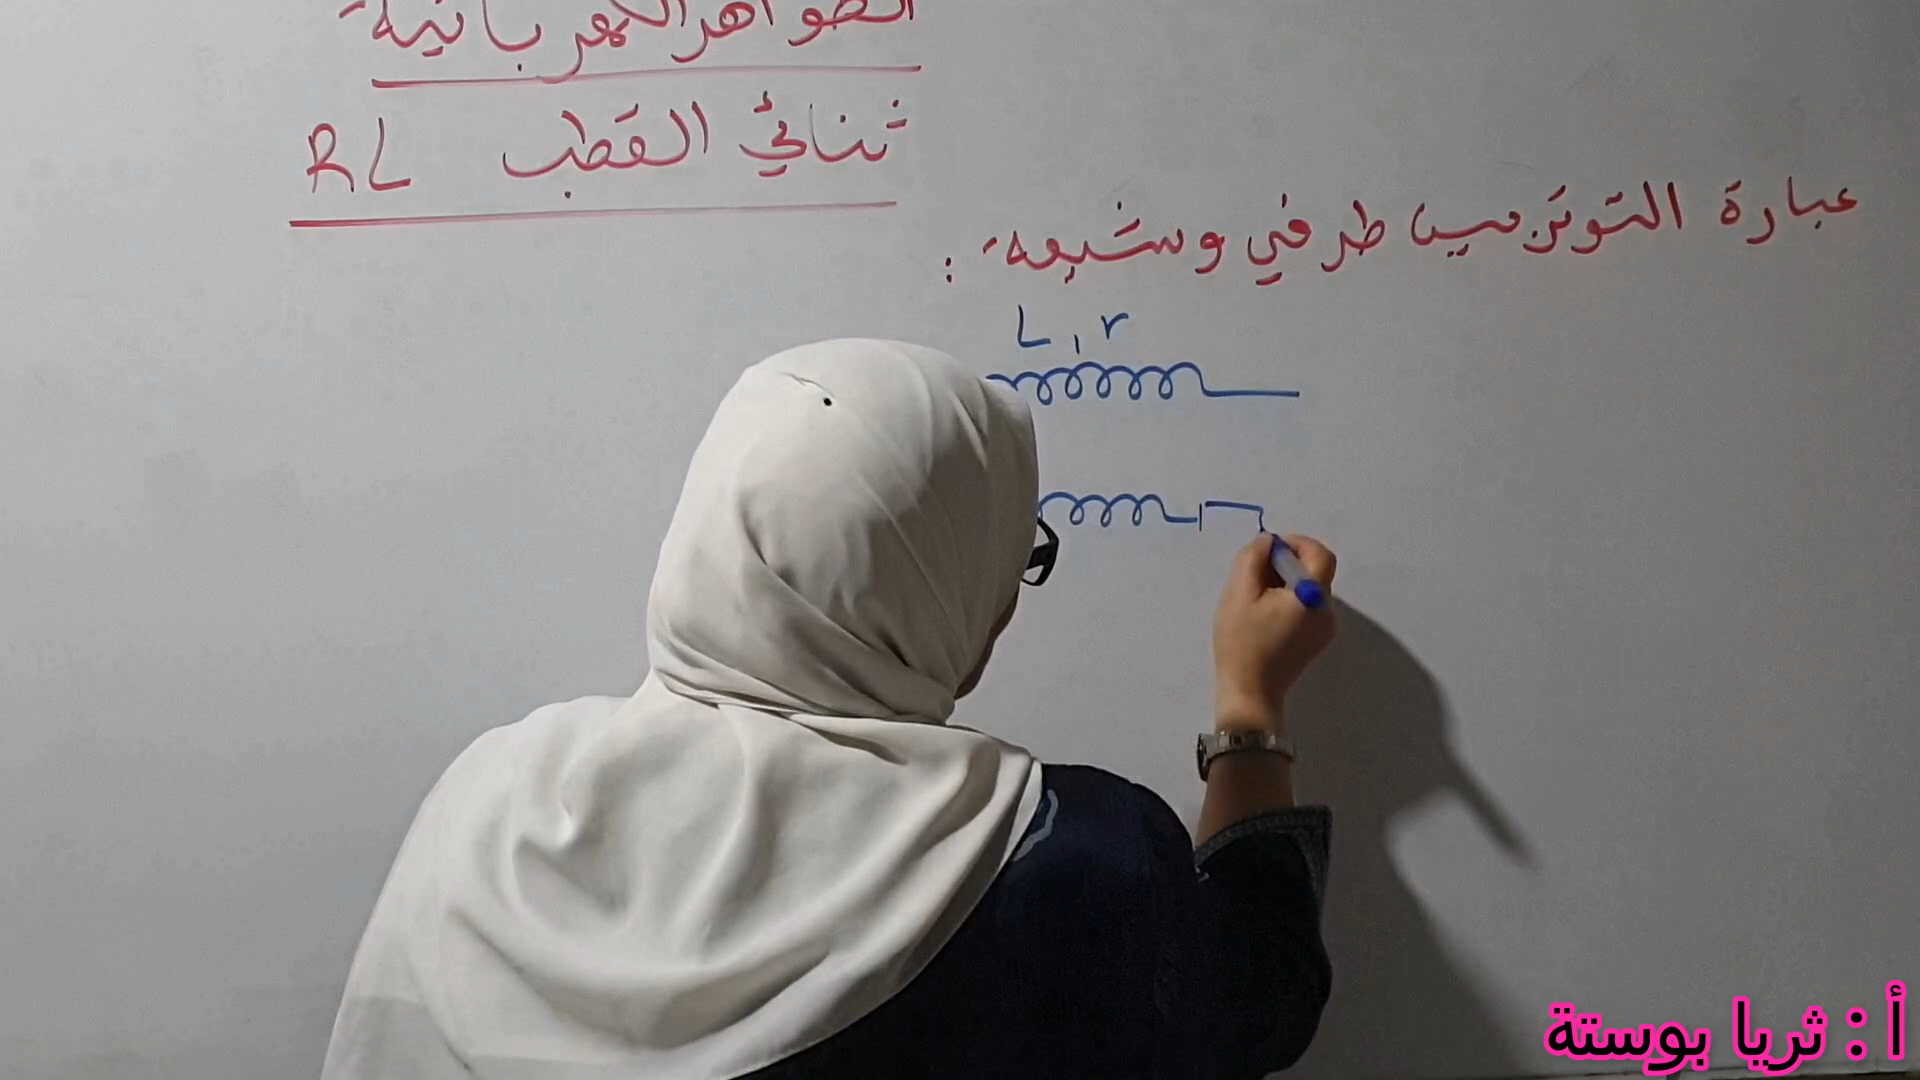 الظواهر الكهربائية
ثنائي القطب RL
عبارة التوتر بين طرفي وشيعة :
L , r
أ : ثريا بوستة